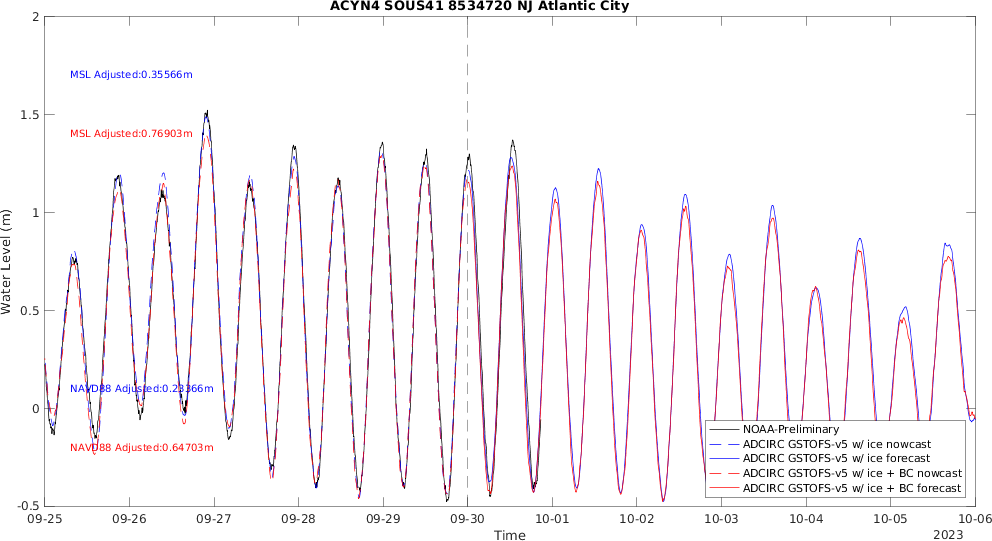 ACYN4 SOUS41 8534720 NJ Atlantic City
2
MSL Adjusted:0.35566m
1.5
MSL Adjusted:0.76903m
1
Water Level (m)
0.5
NAVD88 Adjusted:0.23366m
0
NAVD88 Adjusted:0.64703m
NOAA-Preliminary
ADCIRC GSTOFS-v5 w/ ice nowcast
ADCIRC GSTOFS-v5 w/ ice forecast
ADCIRC GSTOFS-v5 w/ ice + BC nowcast
ADCIRC GSTOFS-v5 w/ ice + BC forecast
-0.5
09-25 09-26 09-27 09-28 09-29 09-30 10-01 10-02 10-03 10-04 10-05 10-06
Time
2023